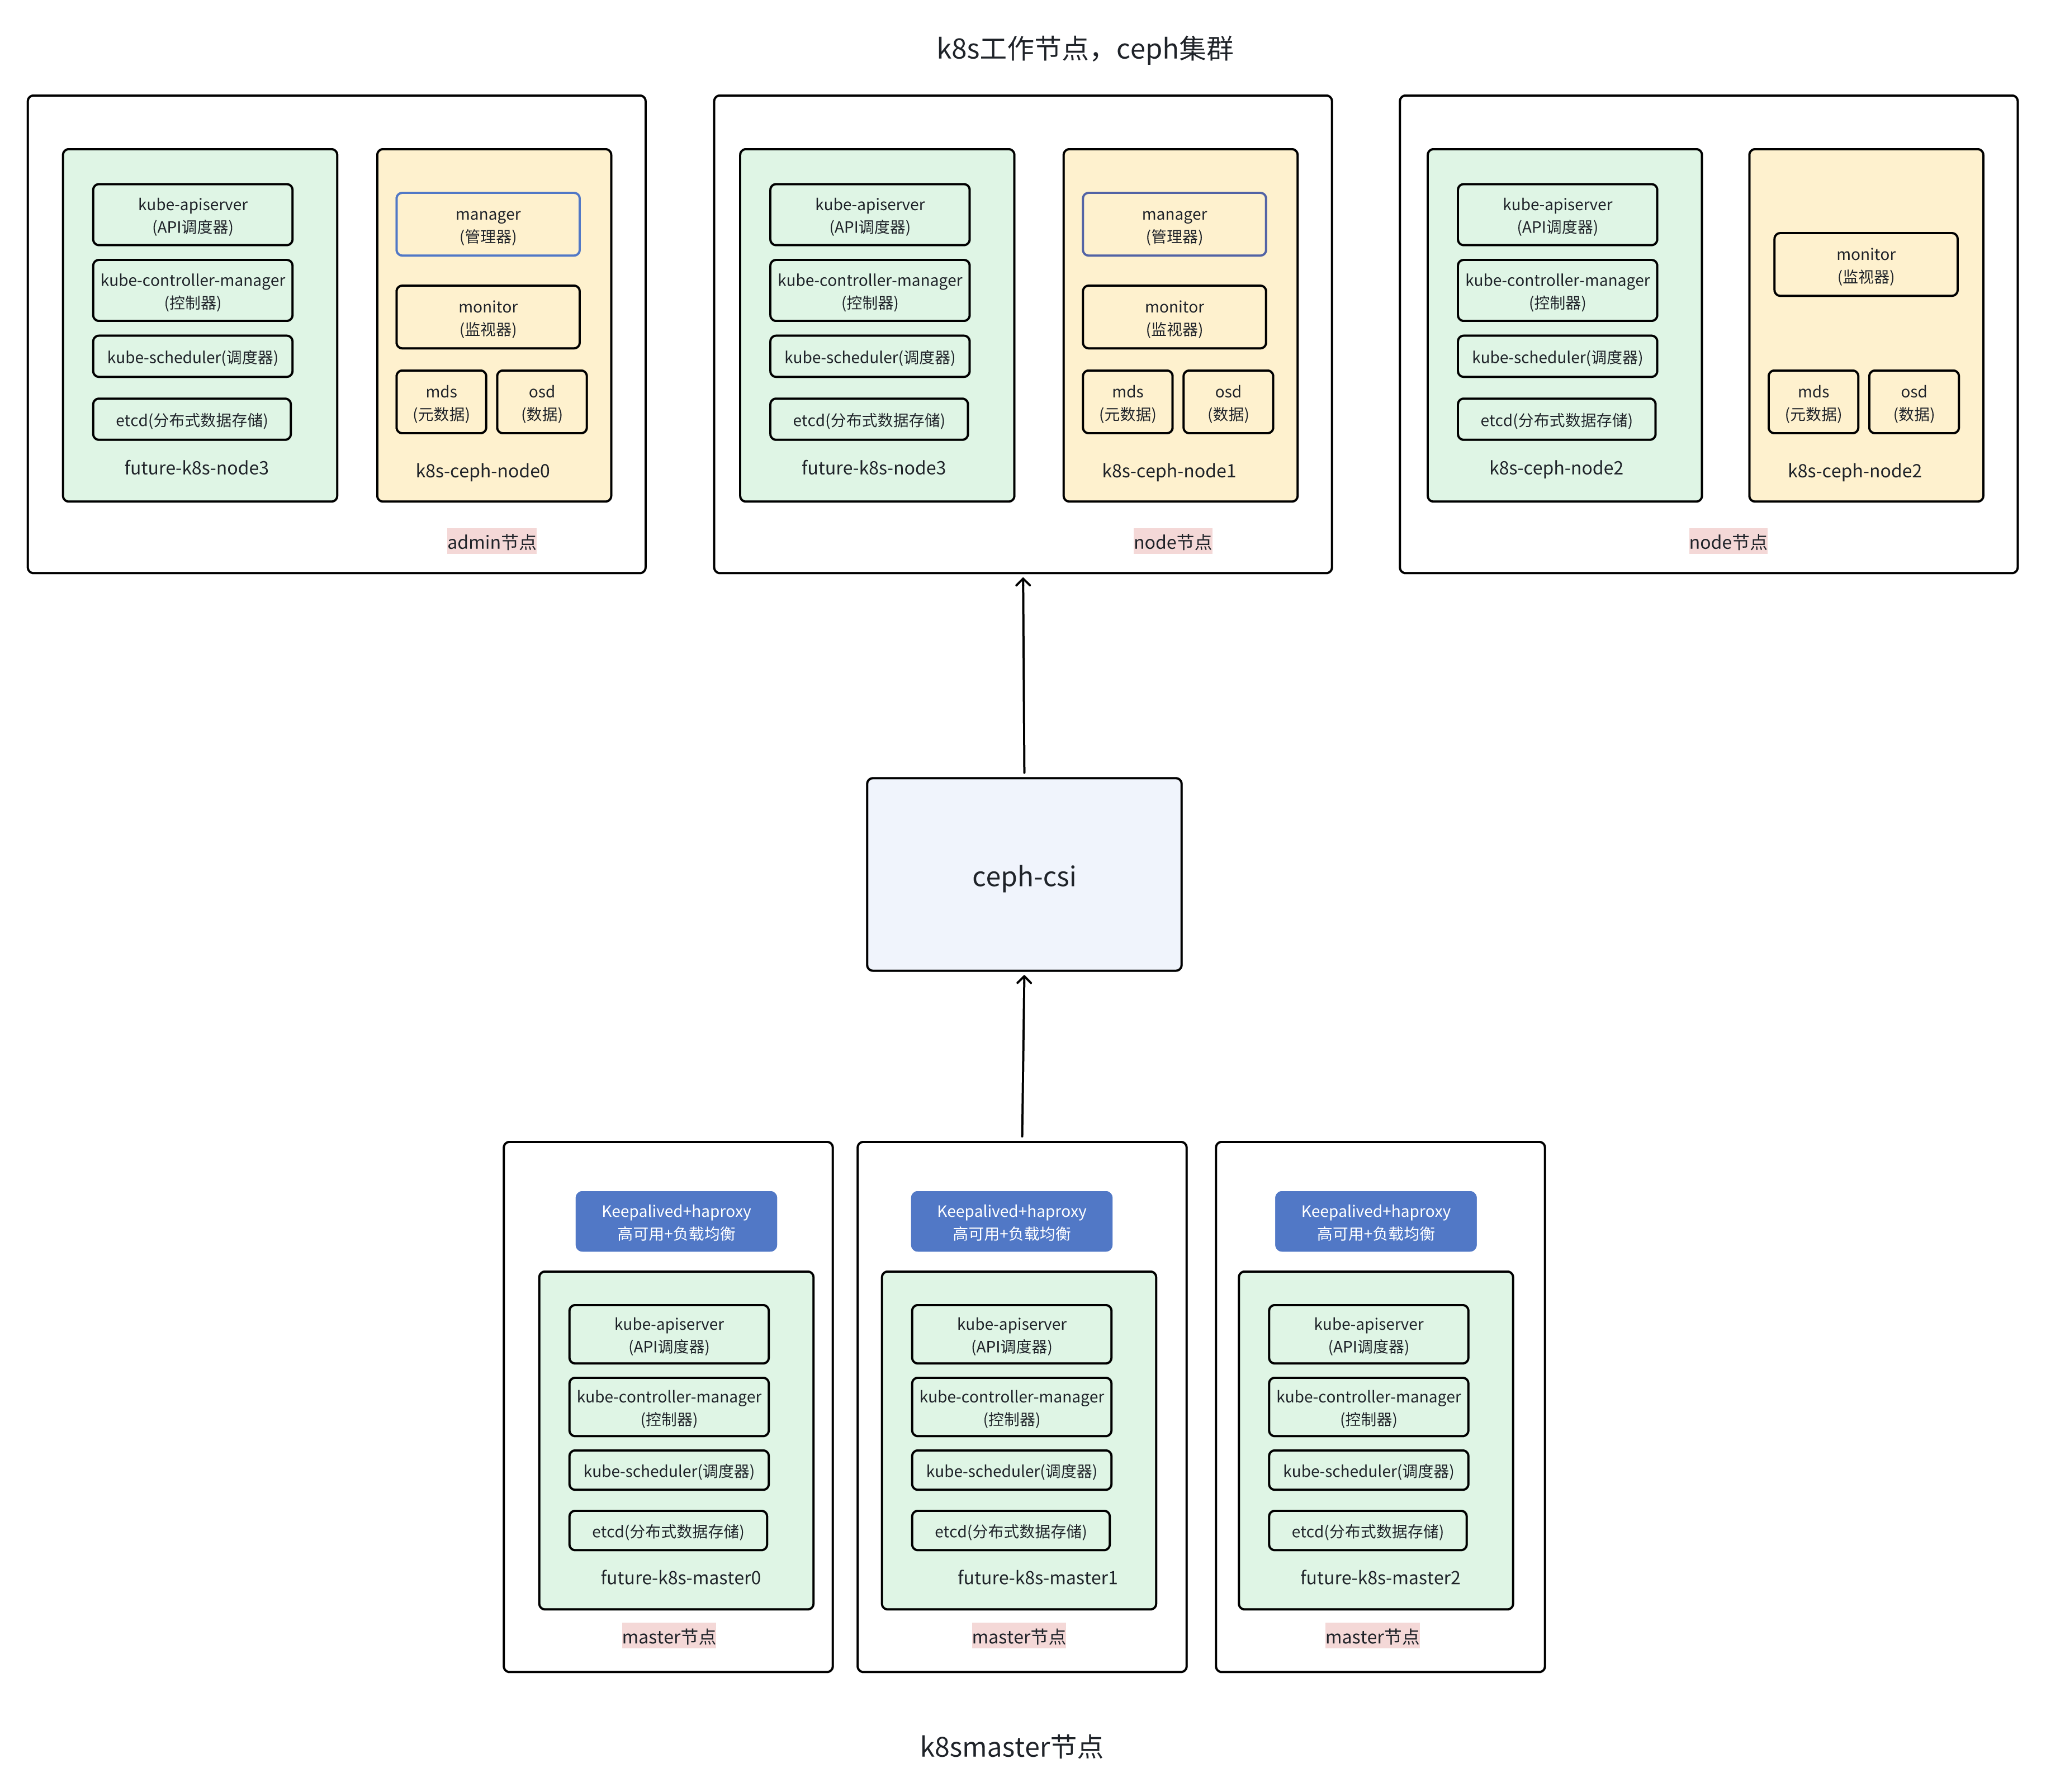 k8s工作节点，ceph集群
kube-apiserver
(API调度器)
kube-controller-manager
(控制器)
kube-scheduler(调度器)
etcd(分布式数据存储)
future-k8s-node3
manager
(管理器)
monitor
(监视器)
mds
(元数据)
osd
(数据)
k8s-ceph-node0
admin节点
kube-apiserver
(API调度器)
kube-controller-manager
(控制器)
kube-scheduler(调度器)
etcd(分布式数据存储)
future-k8s-node3
manager
(管理器)
monitor
(监视器)
mds
(元数据)
osd
(数据)
k8s-ceph-node1
node节点
kube-apiserver
(API调度器)
kube-controller-manager
(控制器)
kube-scheduler(调度器)
etcd(分布式数据存储)
k8s-ceph-node2
monitor
(监视器)
mds
(元数据)
osd
(数据)
k8s-ceph-node2
node节点
ceph-csi
Keepalived+haproxy
高可用+负载均衡
kube-apiserver
(API调度器)
kube-controller-manager
(控制器)
kube-scheduler(调度器)
etcd(分布式数据存储)
future-k8s-master0
master节点
Keepalived+haproxy
高可用+负载均衡
kube-apiserver
(API调度器)
kube-controller-manager
(控制器)
kube-scheduler(调度器)
etcd(分布式数据存储)
future-k8s-master1
master节点
Keepalived+haproxy
高可用+负载均衡
kube-apiserver
(API调度器)
kube-controller-manager
(控制器)
kube-scheduler(调度器)
etcd(分布式数据存储)
future-k8s-master2
master节点
k8smaster节点